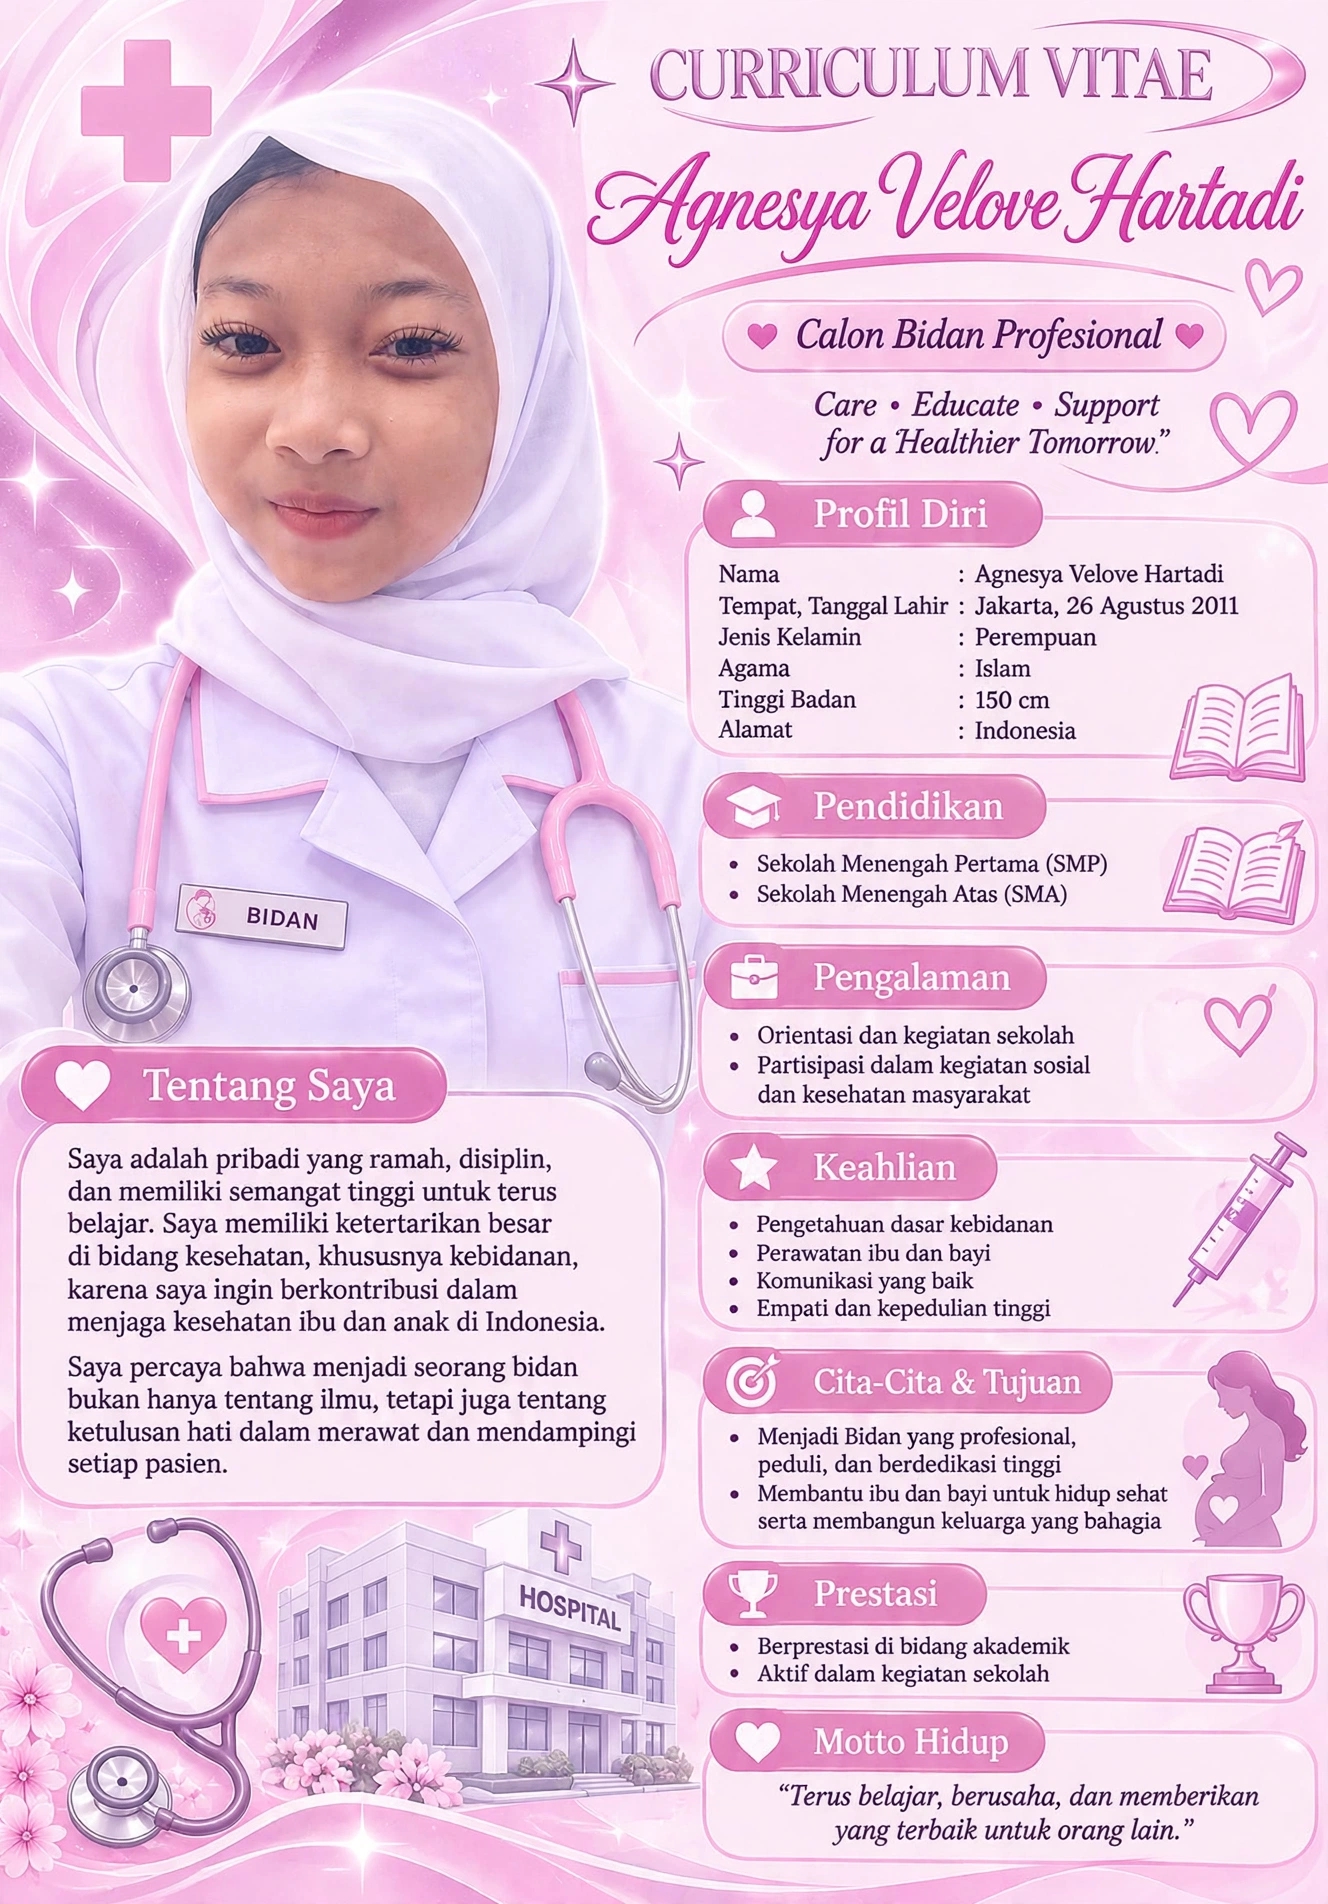 CURRICULUM VITAE
Agnesya Velove Hartadi
Calon Bidan Profesional
Care • Educate • Support
for a Healthier Tomorrow.”
Profil Diri
Nama : Agnesya Velove Hartadi
Tempat, Tanggal Lahir : Jakarta, 26 Agustus 2011
Jenis Kelamin : Perempuan
Agama : Islam
Tinggi Badan : 150 cm
Alamat : Indonesia
Pendidikan
• Sekolah Menengah Pertama (SMP)
• Sekolah Menengah Atas (SMA)
Pengalaman
• Orientasi dan kegiatan sekolah
• Partisipasi dalam kegiatan sosial
dan kesehatan masyarakat
Keahlian
• Pengetahuan dasar kebidanan
• Perawatan ibu dan bayi
• Komunikasi yang baik
• Empati dan kepedulian tinggi
Cita-Cita & Tujuan
• Menjadi Bidan yang profesional,
peduli, dan berdedikasi tinggi
• Membantu ibu dan bayi untuk hidup sehat
serta membangun keluarga yang bahagia
Prestasi
• Berprestasi di bidang akademik
• Aktif dalam kegiatan sekolah
Motto Hidup
“Terus belajar, berusaha, dan memberikan
yang terbaik untuk orang lain.”
BIDAN
Tentang Saya
Saya adalah pribadi yang ramah, disiplin,
dan memiliki semangat tinggi untuk terus
belajar. Saya memiliki ketertarikan besar
di bidang kesehatan, khususnya kebidanan,
karena saya ingin berkontribusi dalam
menjaga kesehatan ibu dan anak di Indonesia.
Saya percaya bahwa menjadi seorang bidan
bukan hanya tentang ilmu, tetapi juga tentang
ketulusan hati dalam merawat dan mendampingi
setiap pasien.
HOSPITAL